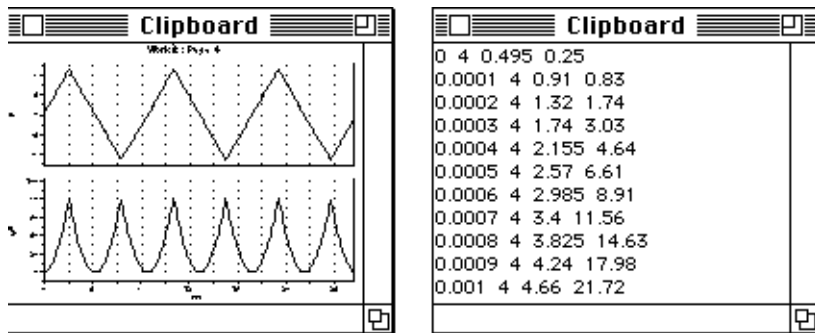 Clipboard
Clipboard
0 4 0.495 0.25
0.0001 4 0.91 0.83
0.0002 4 1.32 1.74
0.0003 4 1.74 3.03
0.0004 4 2.155 4.64
0.0005 4 2.57 6.61
0.0006 4 2.985 8.91
0.0007 4 3.4 11.56
0.0008 4 3.825 14.63
0.0009 4 4.24 17.98
0.001 4 4.66 21.72